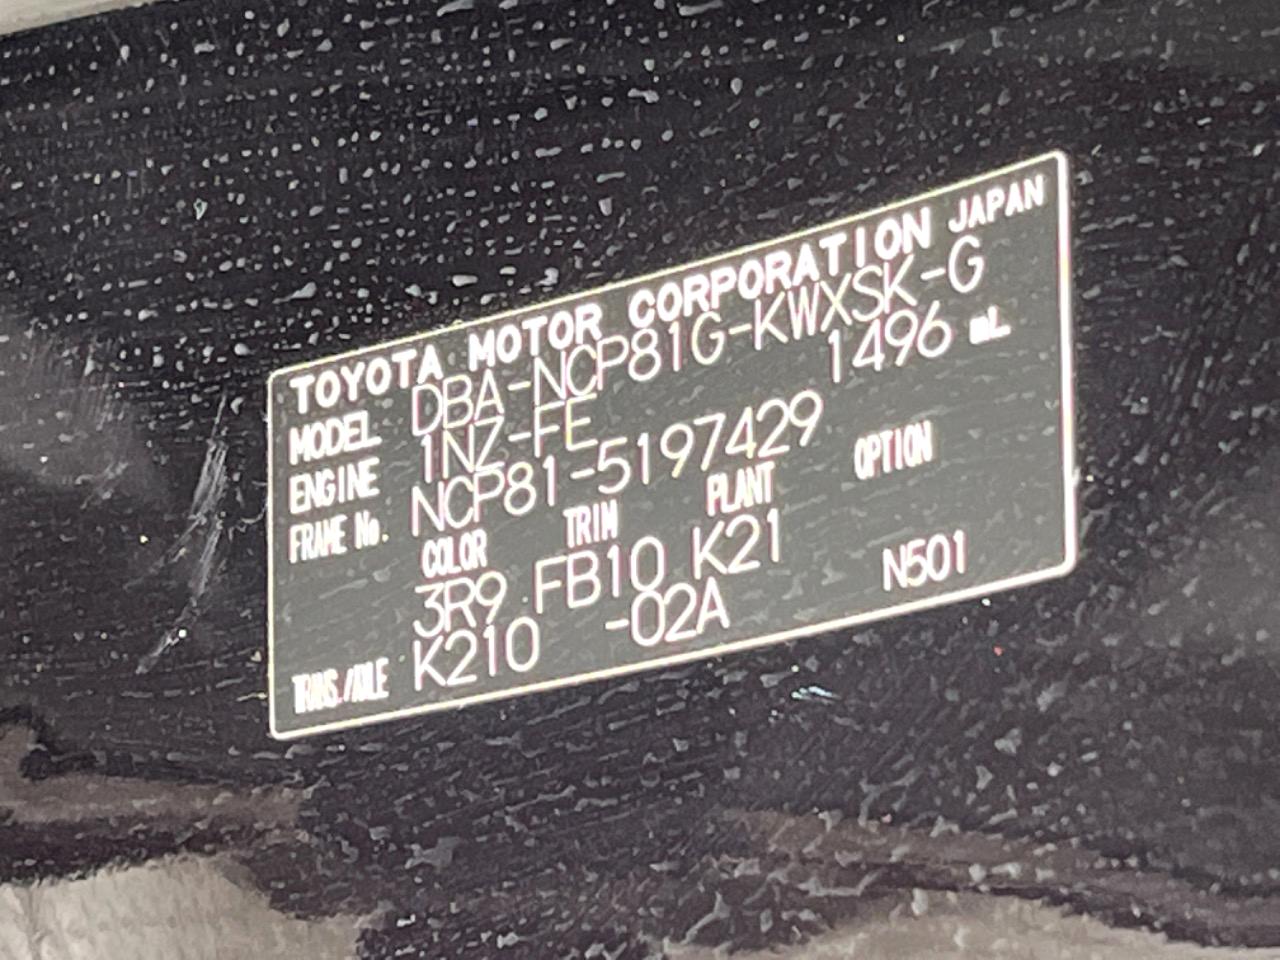 TOYOTA MOTOR CORPORATION JAPAN
MODEL DBA-NCP81G-KWXSK-G
ENGINE 1NZ-FE 1496 mL
FRAME No. NCP81-5197429
COLOR TRIM PLANT OPTION
3R9 FB10 K21
TRANS./AXLE K210 -02A N501